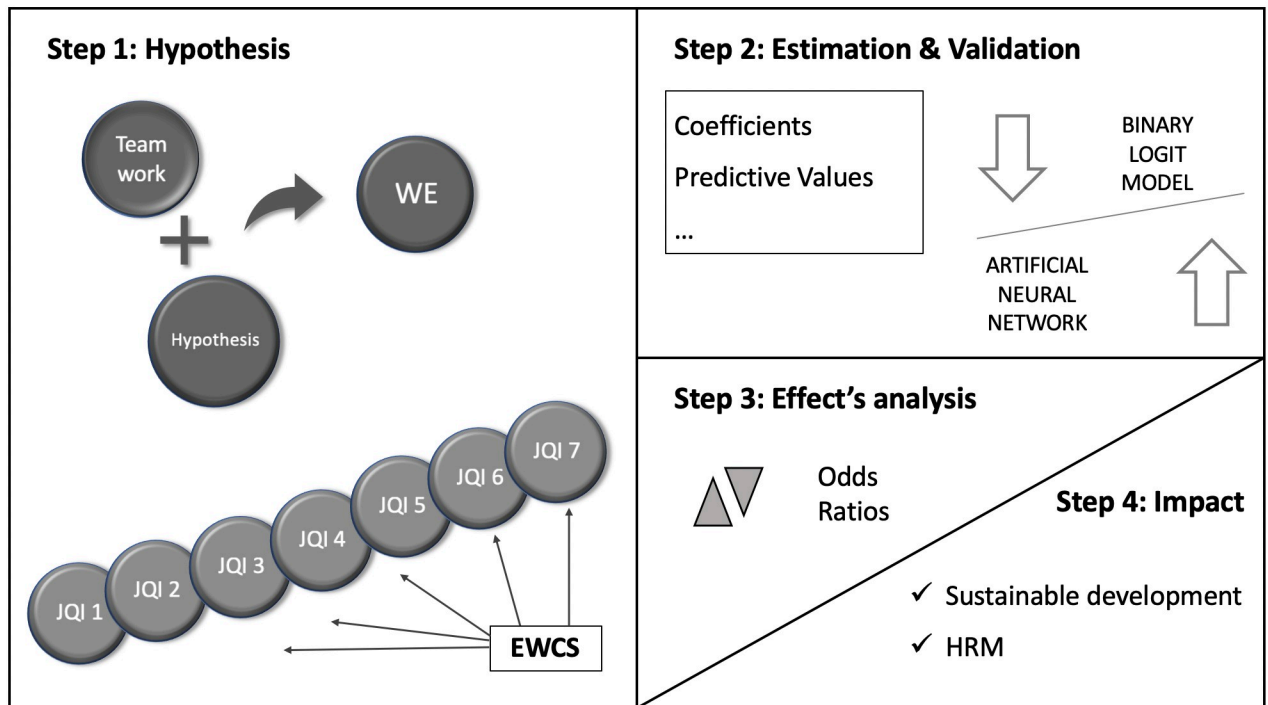 Step 1: Hypothesis
Team
work
WE
Hypothesis
JQI 7
JQI 6
JQI 5
JQI 4
JQI 3
JQI 2
JQI 1
EWCS
Step 2: Estimation & Validation
Coefficients
Predictive Values
...
BINARY
LOGIT
MODEL
ARTIFICIAL
NEURAL
NETWORK
Step 3: Effect's analysis
Odds
Ratios
Step 4: Impact
✓ Sustainable development
✓ HRM